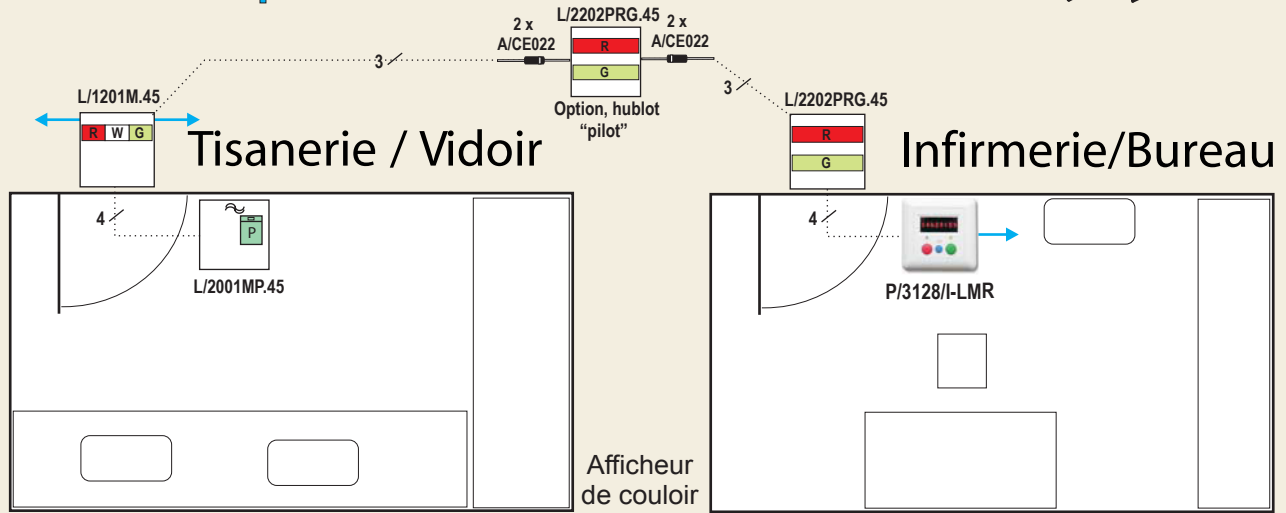 L/2202PRG.45
2 x
A/CE022
2 x
A/CE022
R
G
3
3
Option, hublot
“pilot”
L/1201M.45
R W G
Tisanerie / Vidoir
L/2202PRG.45
R
G
Infirmerie/Bureau
4
P
L/2001MP.45
4
P/3128/I-LMR
Afficheur
de couloir